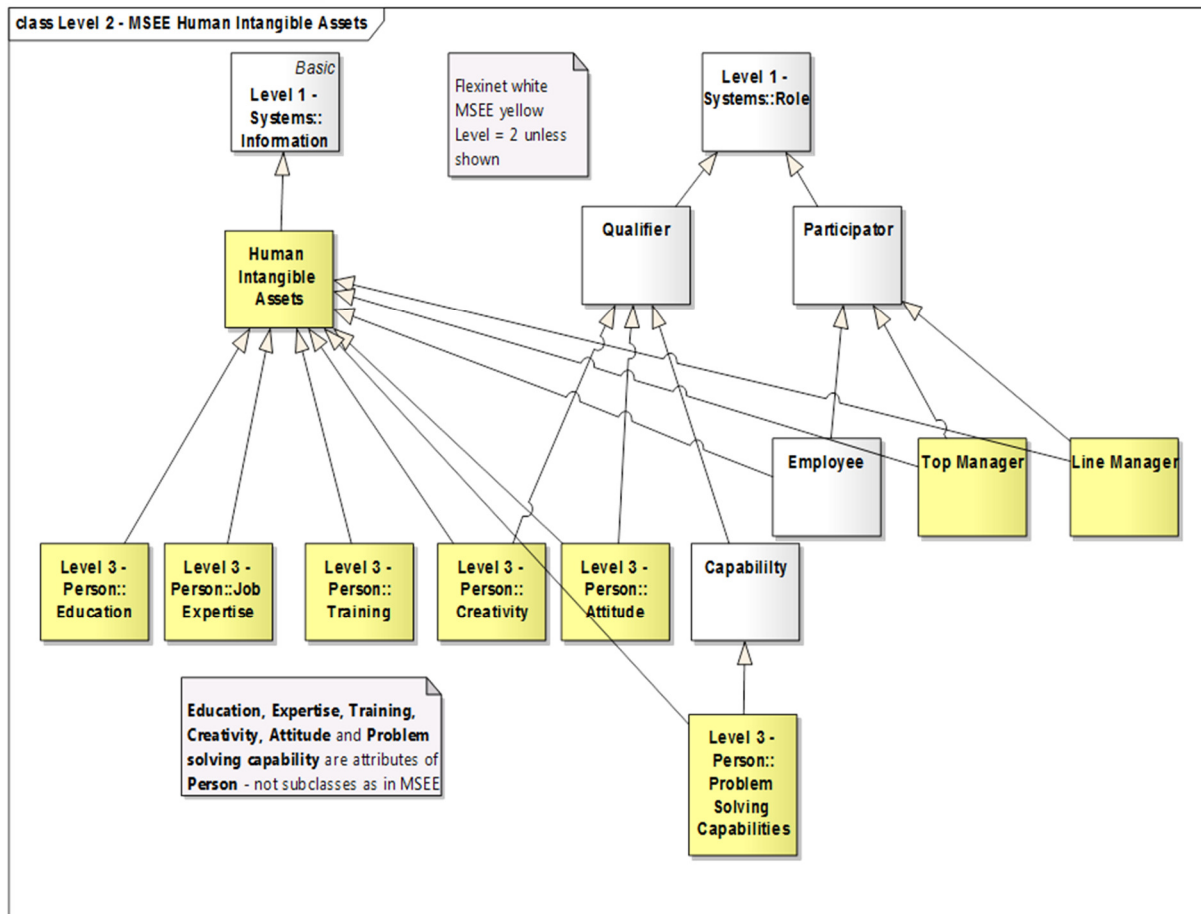 class Level 2 - MSEE Human Intangible Assets
Basic
Level 1 -
Systems::
Information
Flexinet white
MSEE yellow
Level = 2 unless
shown
Level 1 -
Systems::Role
Qualifier
Participator
Human
Intangible
Assets
Employee
Top Manager
Line Manager
Level 3 -
Person::
Education
Level 3 -
Person::Job
Expertise
Level 3 -
Person::
Training
Level 3 -
Person::
Creativity
Level 3 -
Person::
Attitude
Capabililty
Education, Expertise, Training,
Creativity, Attitude and Problem
solving capability are attributes of
Person - not subclasses as in MSEE
Level 3 -
Person::
Problem
Solving
Capabilities